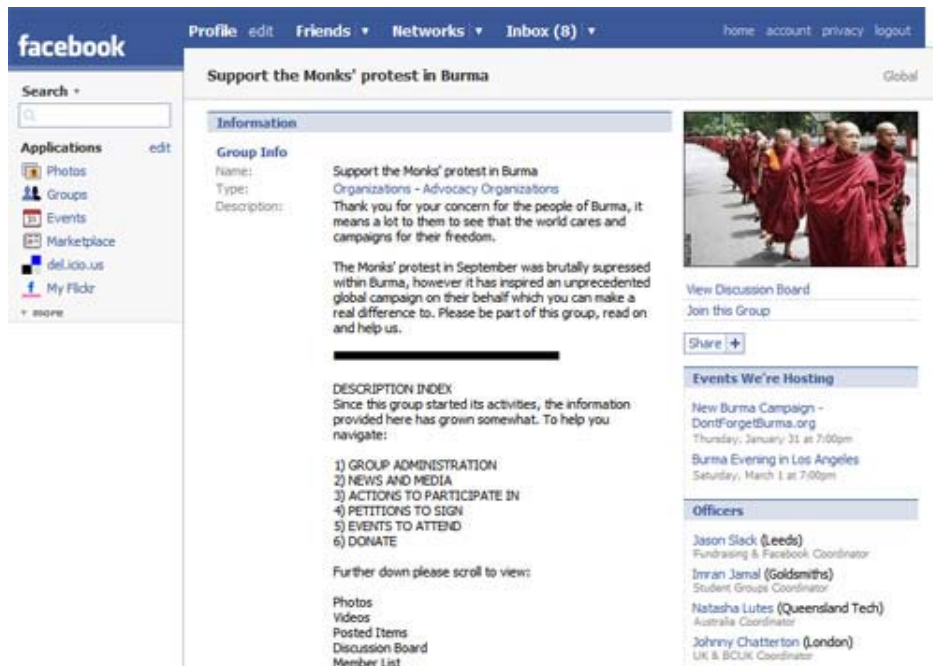 facebook
Profile edit Friends Networks Inbox (8)
home account privacy logout
Search
Applications edit
Photos
Groups
Events
Marketplace
del.icio.us
My Flickr
more
Support the Monks' protest in Burma
Global
Information
Group Info
Name: Support the Monks' protest in Burma
Type: Organizations - Advocacy Organizations
Description: Thank you for your concern for the people of Burma, it
means a lot to them to see that the world cares and
campaigns for their freedom.
The Monks' protest in September was brutally supressed
within Burma, however it has inspired an unprecedented
global campaign on their behalf which you can make a
real difference to. Please be part of this group, read on
and help us.
DESCRIPTION INDEX
Since this group started its activities, the information
provided here has grown somewhat. To help you
navigate:
1) GROUP ADMINISTRATION
2) NEWS AND MEDIA
3) ACTIONS TO PARTICIPATE IN
4) PETITIONS TO SIGN
5) EVENTS TO ATTEND
6) DONATE
Further down please scroll to view:
Photos
Videos
Posted Items
Discussion Board
Member List
View Discussion Board
Join this Group
Share +
Events We're Hosting
New Burma Campaign -
DontForgetBurma.org
Thursday, January 31 at 7:00pm
Burma Evening in Los Angeles
Saturday, March 1 at 7:00pm
Officers
Jason Slack (Leeds)
Fundraising & Facebook Coordinator
Imran Jamal (Goldsmiths)
Student Groups Coordinator
Natasha Lutes (Queensland Tech)
Australia Coordinator
Johnny Chatterton (London)
UK & BCUK Coordinator